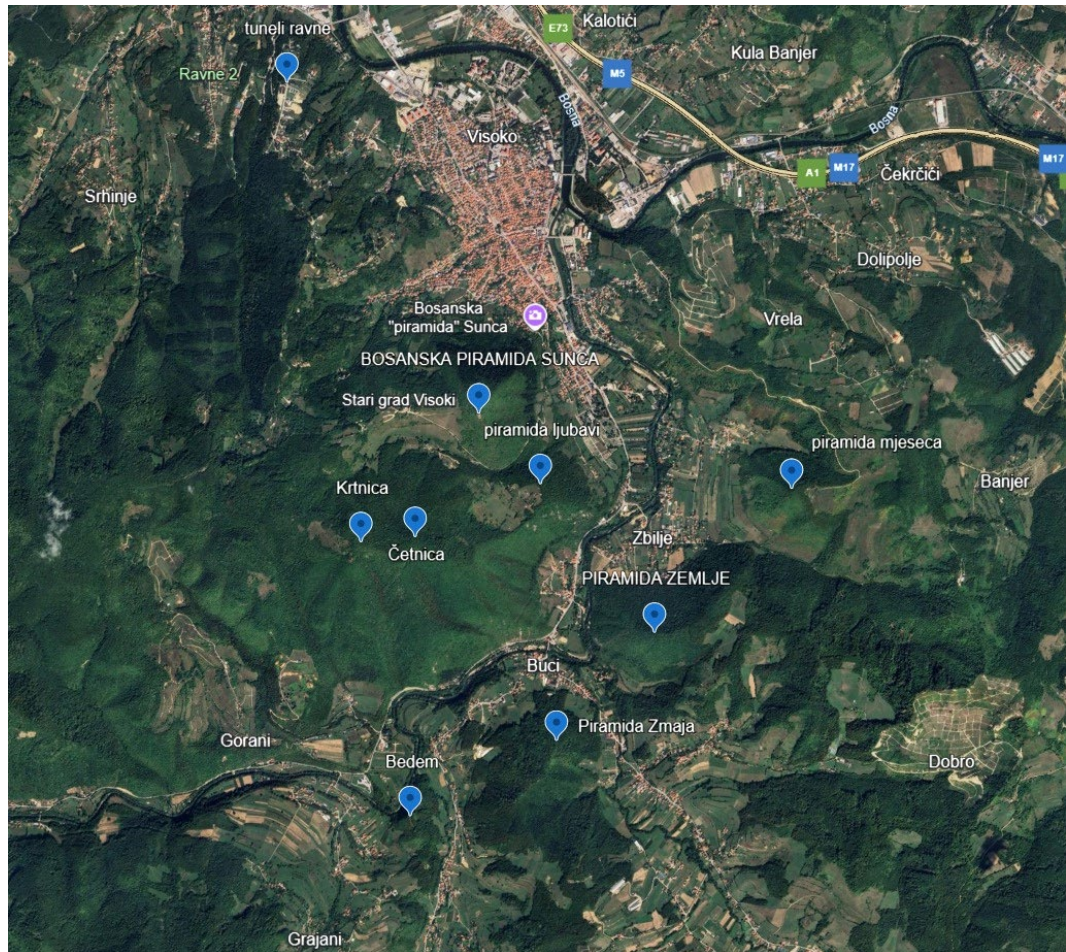 Kalotići
E73
tuneli ravne
Kula Banjer
Ravne 2
M5
Bosna
Visoko
Bosna
M17
M17
A1
Čekrčići
Srhinje
Dolipolje
Bosanska
"piramida" Sunca
Vrela
BOSANSKA PIRAMIDA SUNCA
Stari grad Visoki
piramida ljubavi
piramida mjeseca
Krtnica
Banjer
Zbilje
Četnica
PIRAMIDA ZEMLJE
Buci
Piramida Zmaja
Gorani
Bedem
Dobro
Grajani